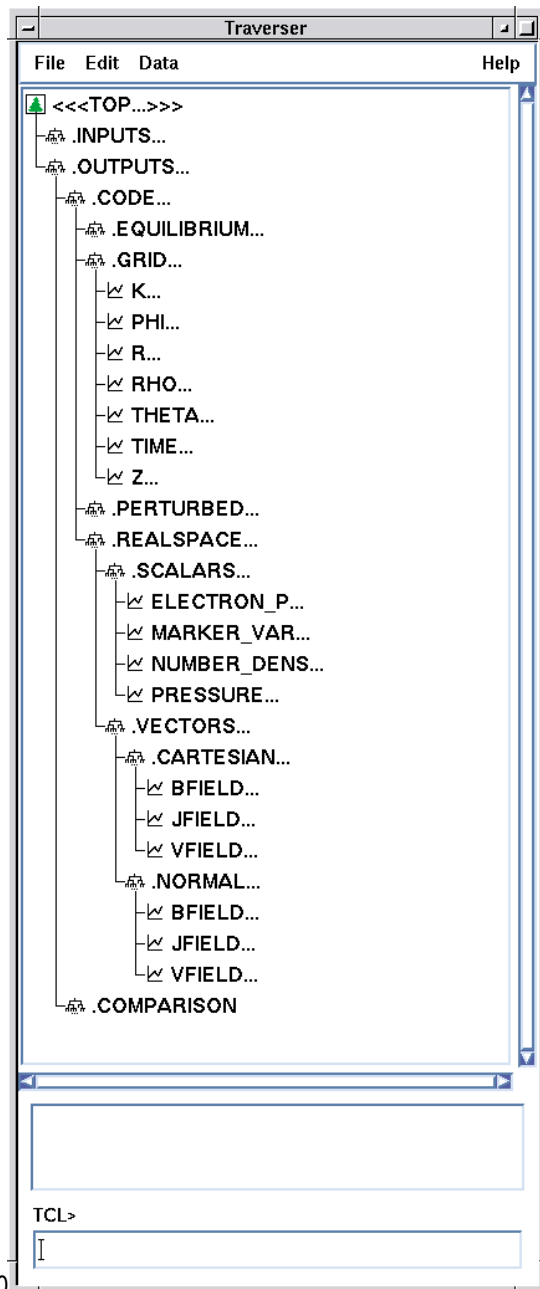 Traverser
File Edit Data Help
<<<TOP...>>>
.INPUTS...
.OUTPUTS...
.CODE...
.EQUILIBRIUM...
.GRID...
K...
PHI...
R...
RHO...
THETA...
TIME...
Z...
.PERTURBED...
.REALSPACE...
.SCALARS...
ELECTRON_P...
MARKER_VAR...
NUMBER_DENS...
PRESSURE...
.VECTORS...
.CARTESIAN...
BFIELD...
JFIELD...
VFIELD...
.NORMAL...
BFIELD...
JFIELD...
VFIELD...
.COMPARISON
TCL>